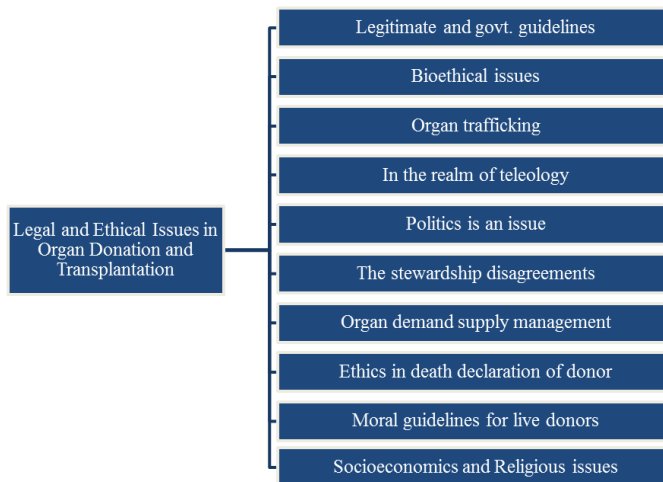 Legitimate and govt. guidelines
Bioethical issues
Organ trafficking
In the realm of teleology
Legal and Ethical Issues in
Organ Donation and
Transplantation
Politics is an issue
The stewardship disagreements
Organ demand supply management
Ethics in death declaration of donor
Moral guidelines for live donors
Socioeconomics and Religious issues